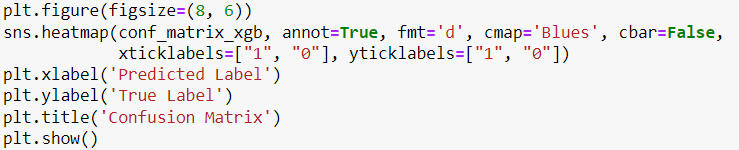 plt.figure(figsize=(8, 6))
sns.heatmap(conf_matrix_xgb, annot=True, fmt='d', cmap='Blues', cbar=False,
            xticklabels=["1", "0"], yticklabels=["1", "0"])
plt.xlabel('Predicted Label')
plt.ylabel('True Label')
plt.title('Confusion Matrix')
plt.show()